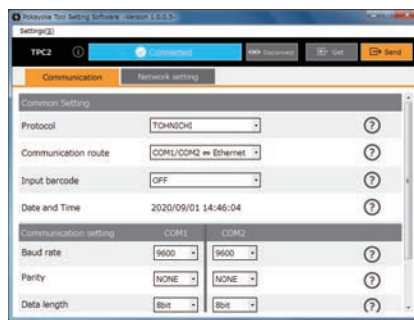 Pokayoke Tool Setting Software -Version 1.0.0.5-
Settings(S)
TPC2 Connected Disconnect Get Send
Communication Network setting
Common Setting
Protocol TOHNICHI ?
Communication route COM1/COM2 ⇔ Ethernet ?
Input barcode OFF ?
Date and Time 2020/09/01 14:46:04 ?
Communication setting COM1 COM2
Baud rate 9600 9600 ?
Parity NONE NONE ?
Data length 8bit 8bit ?